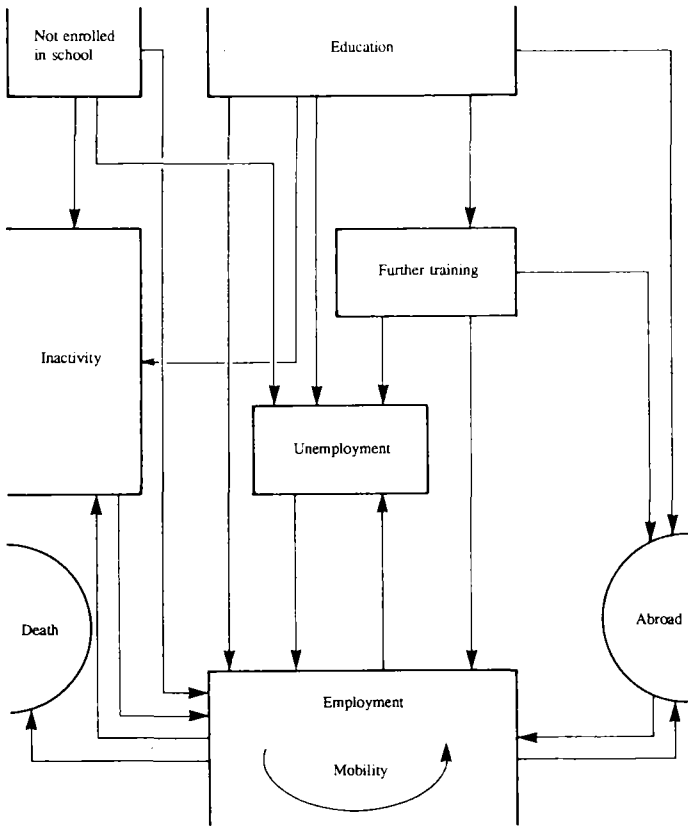 Not enrolled
in school
Education
Further training
Inactivity
Unemployment
Death
Abroad
Employment
Mobility